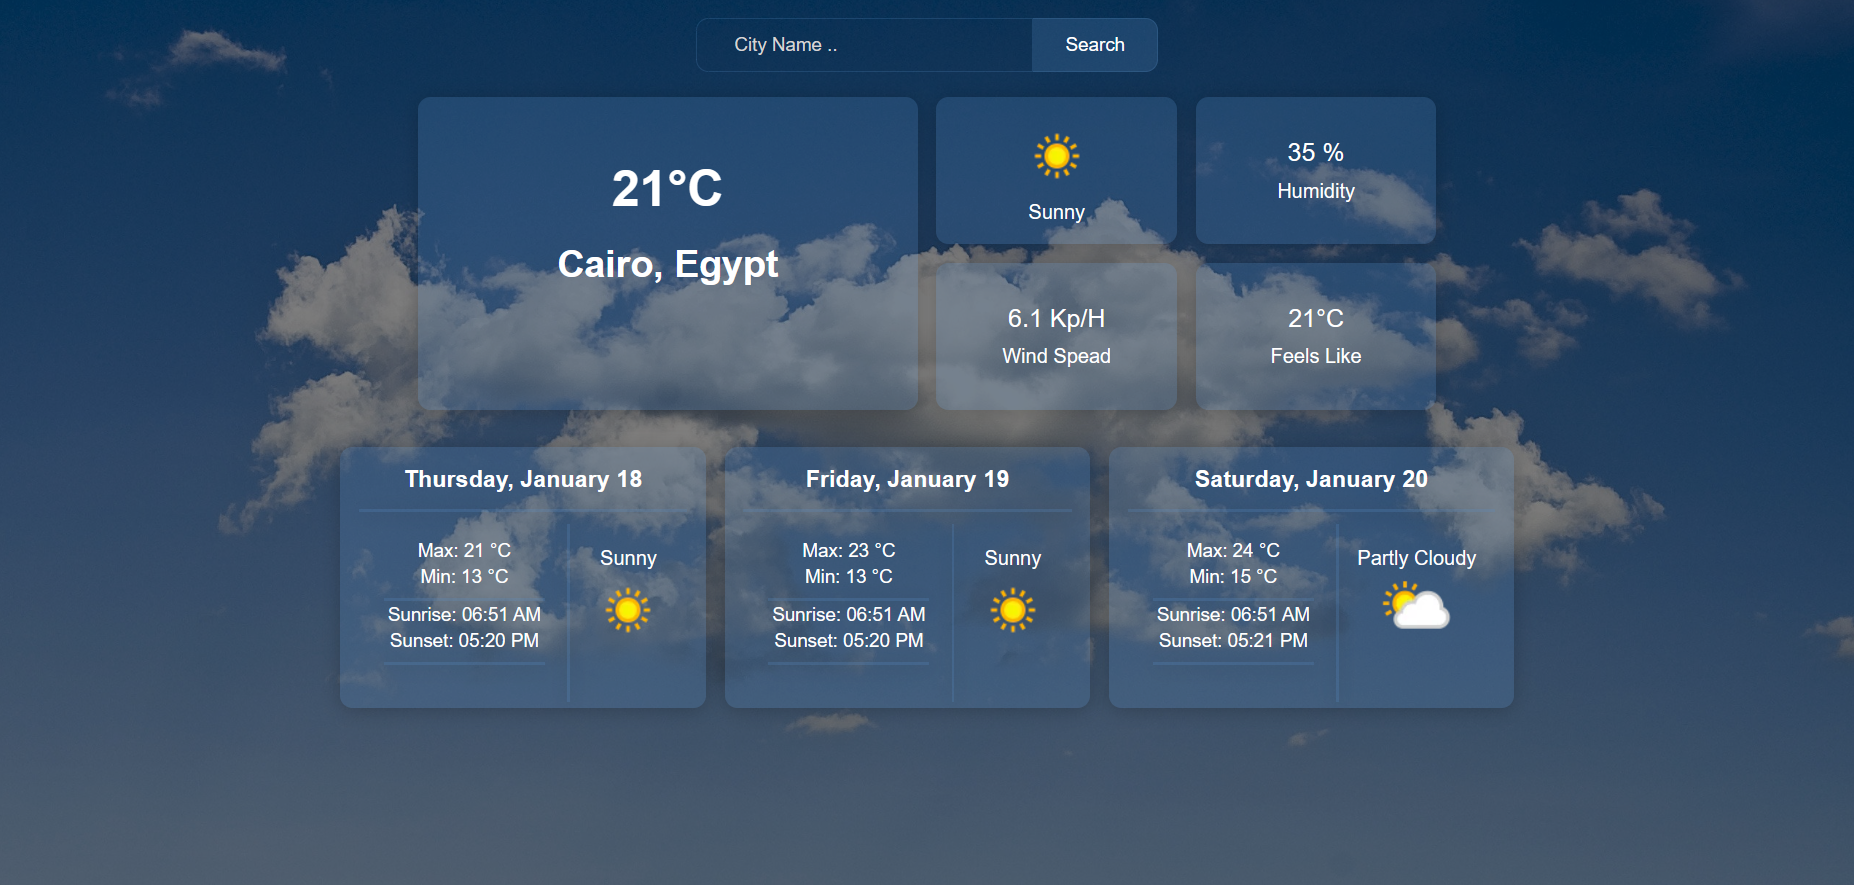 City Name ..
Search
21°C
Cairo, Egypt
Sunny
35 %
Humidity
6.1 Kp/H
Wind Spead
21°C
Feels Like
Thursday, January 18
Max: 21 °C
Min: 13 °C
Sunrise: 06:51 AM
Sunset: 05:20 PM
Sunny
Friday, January 19
Max: 23 °C
Min: 13 °C
Sunrise: 06:51 AM
Sunset: 05:20 PM
Sunny
Saturday, January 20
Max: 24 °C
Min: 15 °C
Sunrise: 06:51 AM
Sunset: 05:21 PM
Partly Cloudy